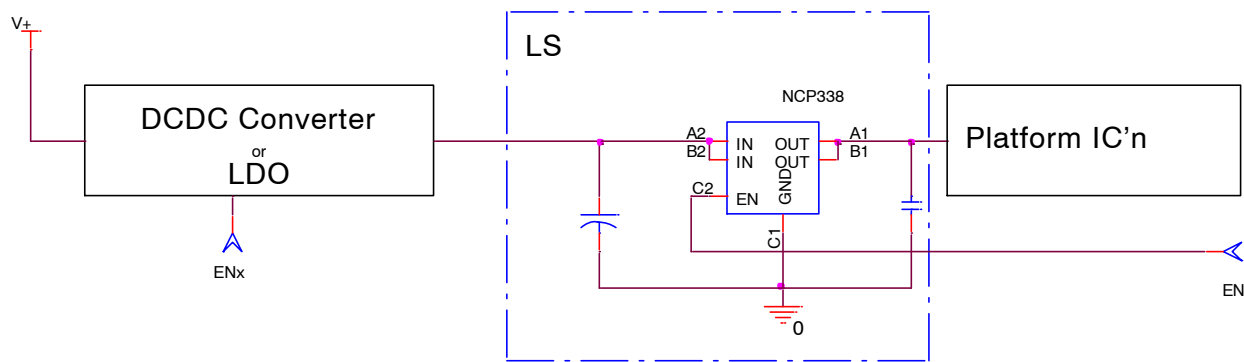 V+
LS
NCP338
DCDC Converter
or
LDO
A2 IN OUT A1
B2 IN OUT B1
C2 EN GND
C1
Platform IC'n
ENx
EN
0